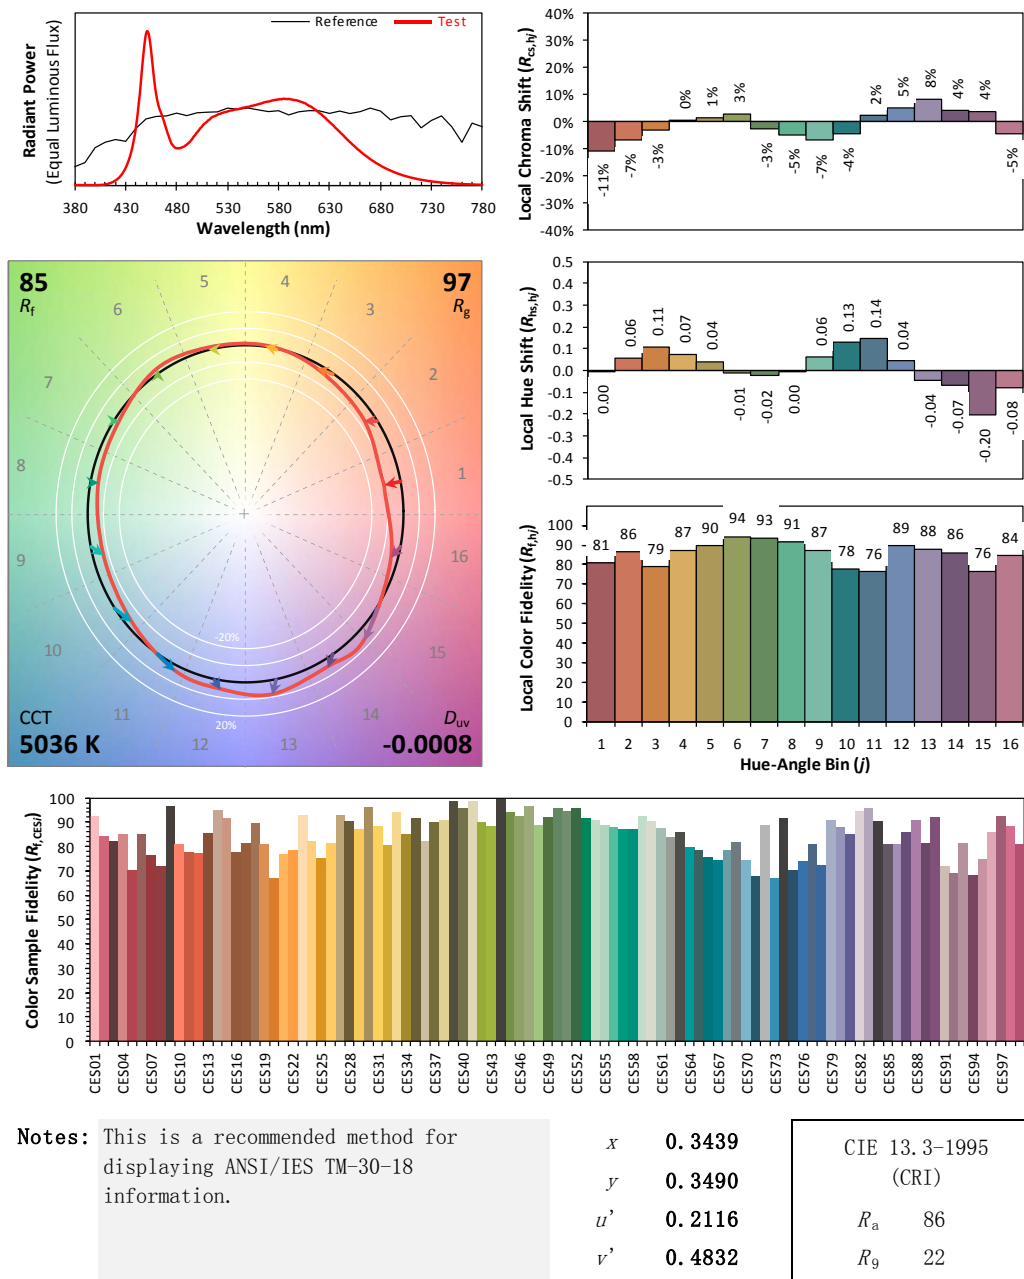 Reference Test
Radiant Power
(Equal Luminous Flux)
380 430 480 530 580 630 680 730 780
Wavelength (nm)
Local Chroma Shift (Rcs,hj)
40%
30%
20%
10%
0%
-10%
-20%
-30%
-40%
-11% -7% -3% 0% 1% 3% -3% -5% -7% -4% 2% 5% 8% 4% 4% -5%
85
Rf
97
Rg
1 2 3 4 5 6 7 8 9 10 11 12 13 14 15 16
-20%
20%
CCT
5036 K
Duv
-0.0008
Local Hue Shift (Rhs,hj)
0.5
0.4
0.3
0.2
0.1
0.0
-0.1
-0.2
-0.3
-0.4
-0.5
0.00 0.06 0.11 0.07 0.04 -0.01 -0.02 0.00 0.06 0.13 0.14 0.04 -0.04 -0.07 -0.20 -0.08
Local Color Fidelity (Rf,hj)
100
90
80
70
60
50
40
30
20
10
0
81 86 79 87 90 94 93 91 87 78 76 89 88 86 76 84
1 2 3 4 5 6 7 8 9 10 11 12 13 14 15 16
Hue-Angle Bin (j)
Color Sample Fidelity (Rf,CESi)
100
90
80
70
60
50
40
30
20
10
0
CES01 CES04 CES07 CES10 CES13 CES16 CES19 CES22 CES25 CES28 CES31 CES34 CES37 CES40 CES43 CES46 CES49 CES52 CES55 CES58 CES61 CES64 CES67 CES70 CES73 CES76 CES79 CES82 CES85 CES88 CES91 CES94 CES97
Notes: This is a recommended method for
displaying ANSI/IES TM-30-18
information.
x 0.3439
y 0.3490
u' 0.2116
v' 0.4832
CIE 13.3-1995
(CRI)
Ra 86
R9 22